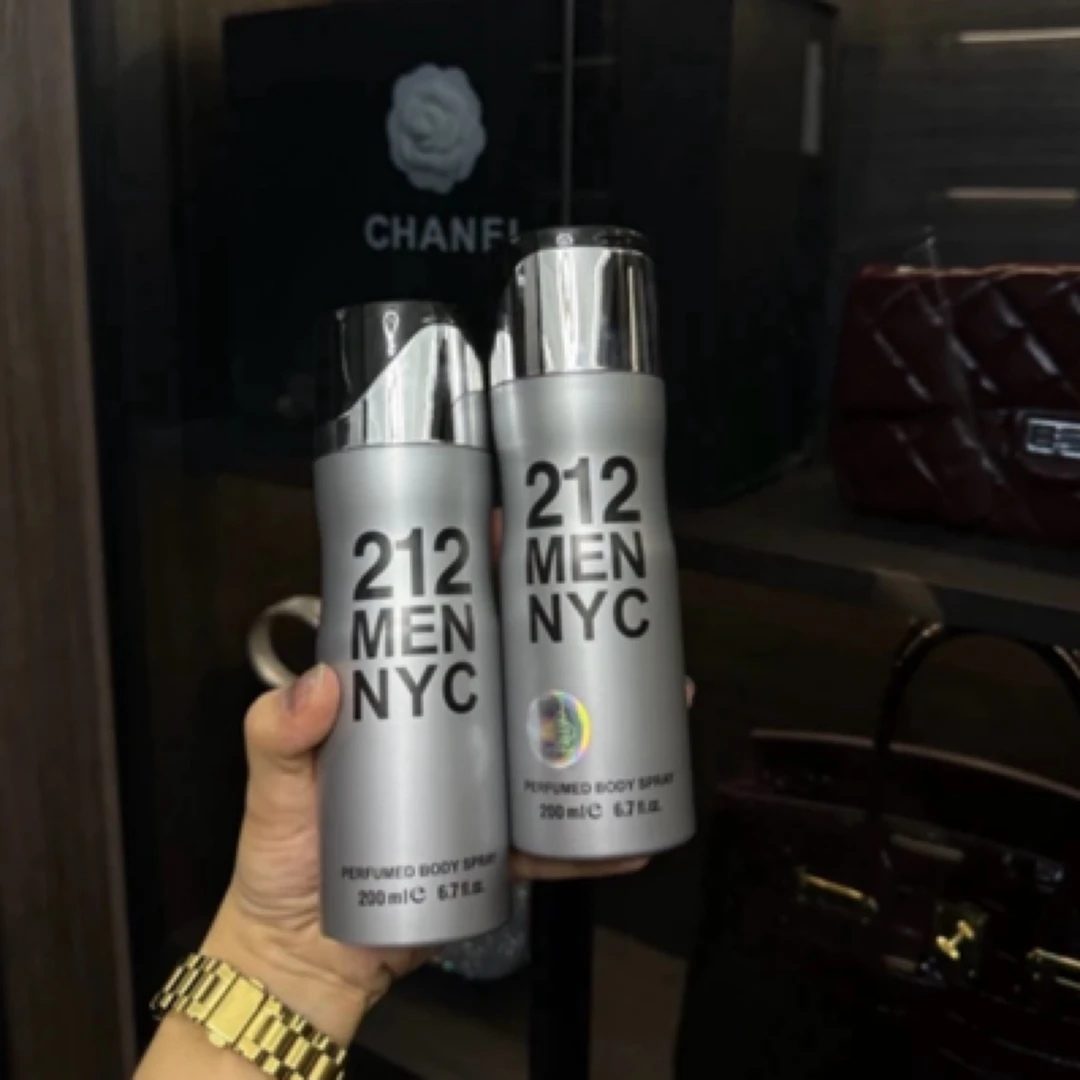 CHANEL
212
MEN
NYC
PERFUMED BODY SPRAY
200 ml e 6.7 fl.oz.
212
MEN
NYC
PERFUMED BODY SPRAY
200 ml e 6.7 fl.oz.